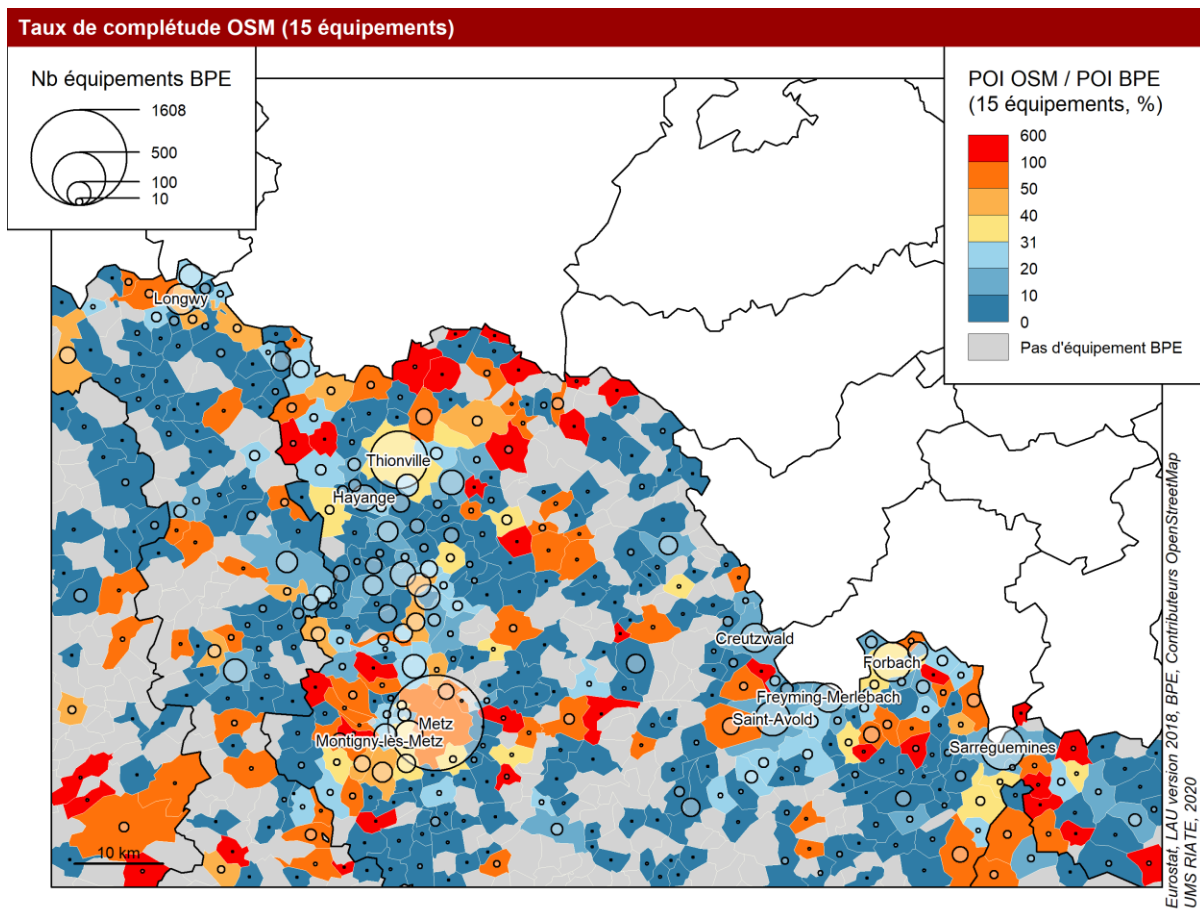 Taux de complétude OSM (15 équipements)
Nb équipements BPE
1608
500
100
10
POI OSM / POI BPE
(15 équipements, %)
600
100
50
40
31
20
10
0
Pas d'équipement BPE
Longwy
Thionville
Hayange
Creutzwald
Forbach
Freyming-Merlebach
Saint-Avold
Metz
Montigny-lès-Metz
Sarreguemines
10 km
Eurostat, LAU version 2018, BPE, Contributeurs OpenStreetMap
UMS RIATE, 2020